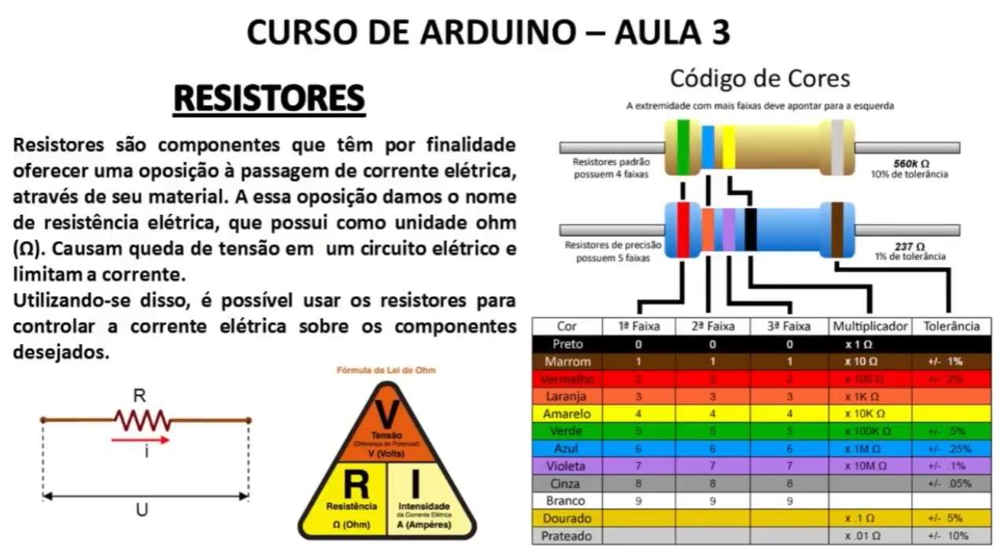 CURSO DE ARDUINO – AULA 3
RESISTORES
Resistores são componentes que têm por finalidade
oferecer uma oposição à passagem de corrente elétrica,
através de seu material. A essa oposição damos o nome
de resistência elétrica, que possui como unidade ohm
(Ω). Causam queda de tensão em um circuito elétrico e
limitam a corrente.
Utilizando-se disso, é possível usar os resistores para
controlar a corrente elétrica sobre os componentes
desejados.
R
i
U
Fórmula da Lei de Ohm
V
Tensão
(Diferença de Potencial)
V (Volts)
R
Resistência
Ω (Ohm)
I
Intensidade
da Corrente Elétrica
A (Ampéres)
Código de Cores
A extremidade com mais faixas deve apontar para a esquerda
Resistores padrão
possuem 4 faixas
560k Ω
10% de tolerância
Resistores de precisão
possuem 5 faixas
237 Ω
1% de tolerância
Cor 1ª Faixa 2ª Faixa 3ª Faixa Multiplicador Tolerância
Preto 0 0 0 x 1 Ω
Marrom 1 1 1 x 10 Ω +/- 1%
Vermelho 2 2 2 x 100 Ω +/- 2%
Laranja 3 3 3 x 1K Ω
Amarelo 4 4 4 x 10K Ω
Verde 5 5 5 x 100K Ω +/- .5%
Azul 6 6 6 x 1M Ω +/- .25%
Violeta 7 7 7 x 10M Ω +/- .1%
Cinza 8 8 8 +/- .05%
Branco 9 9 9
Dourado x .1 Ω +/- 5%
Prateado x .01 Ω +/- 10%